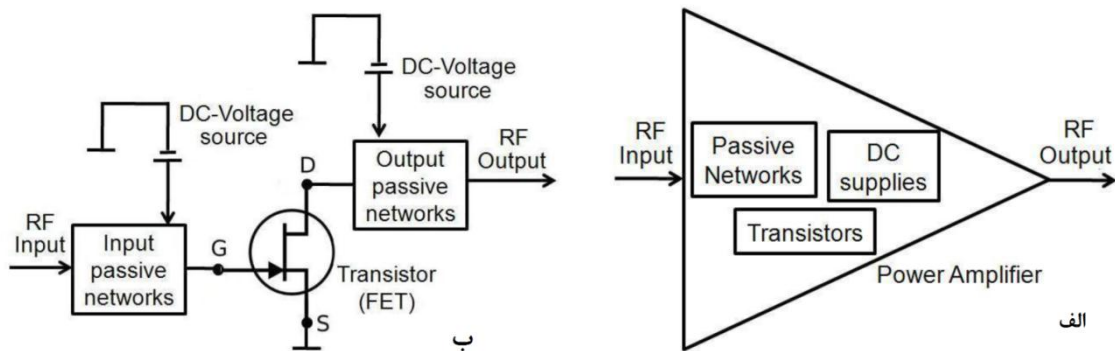 DC-Voltage
source
DC-Voltage
source
RF
Input
Input
passive
networks
G
D
S
Transistor
(FET)
Output
passive
networks
RF
Output
ب
RF
Input
Passive
Networks
DC
supplies
Transistors
Power Amplifier
RF
Output
الف